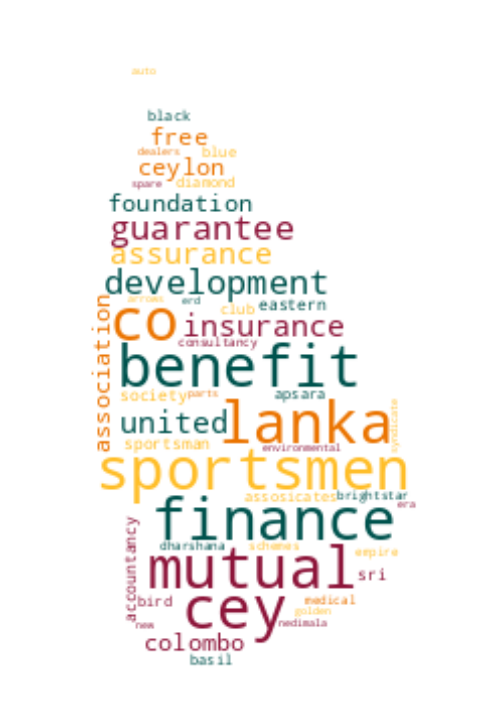 auto
black
free
dealers blue
ceylon
spare diamond
foundation
guarantee
assurance
development
arrows erd
club eastern
co insurance
association
consultancy
benefit
society parts apsara
united lanka
syndicate
sportsman environmental
sportsmen
assosicates brightstar
era
finance
dharshana schemes
empire
mutual sri
accountancy
bird cey medical
golden
new nedimala
colombo
basil